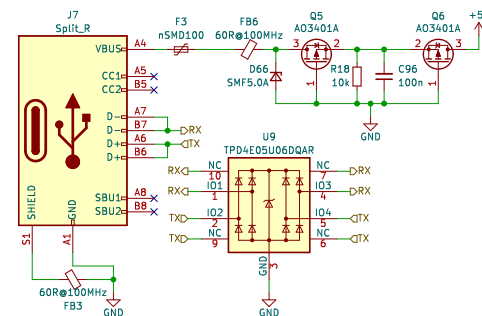 J7
Split_R
VBUS
A4
CC1
A5
CC2
B5
D-
A7
D-
B7
D+
A6
D+
B6
RX
TX
SBU1
A8
SBU2
B8
SHIELD
GND
S1
A1
60R@100MHz
FB3
GND
F3
nSMD100
FB6
60R@100MHz
D66
SMF5.0A
Q5
AO3401A
3
2
1
R18
10k
C96
100n
Q6
AO3401A
2
3
1
+5
GND
U9
TPD4E05U06DQAR
RX
NC
10
NC
7
RX
RX
IO1
1
IO3
4
RX
TX
IO2
2
IO4
5
TX
TX
NC
9
NC
6
TX
GND
3
GND